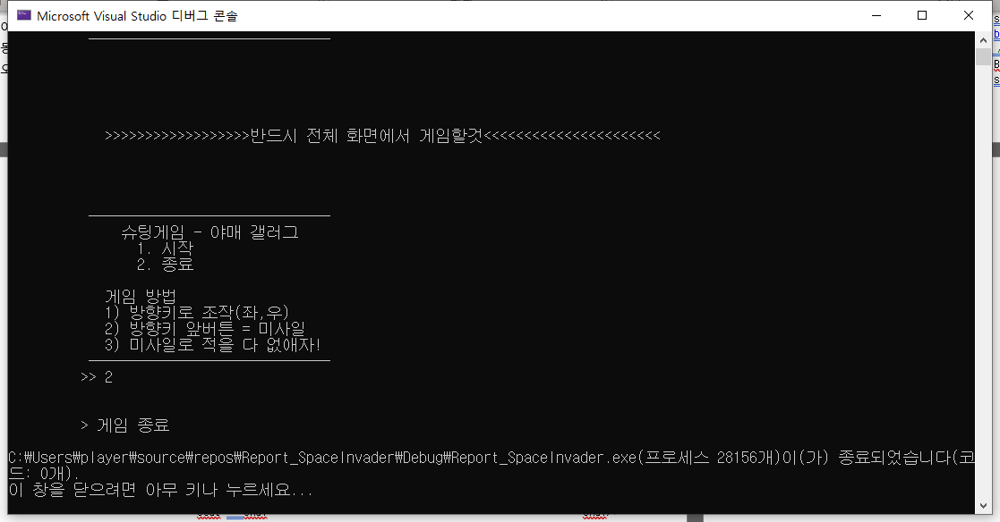 Microsoft Visual Studio 디버그 콘솔
>>>>>>>>>>>>>>>>>>반드시 전체 화면에서 게임할것<<<<<<<<<<<<<<<<<<<<<<
슈팅게임 - 야매 갤러그
1. 시작
2. 종료
게임 방법
1) 방향키로 조작(좌,우)
2) 방향키 앞버튼 = 미사일
3) 미사일로 적을 다 없애자!
>> 2
> 게임 종료
C:₩Users₩player₩source₩repos₩Report_SpaceInvader₩Debug₩Report_SpaceInvader.exe(프로세스 28156개)이(가) 종료되었습니다(코
드: 0개).
이 창을 닫으려면 아무 키나 누르세요...